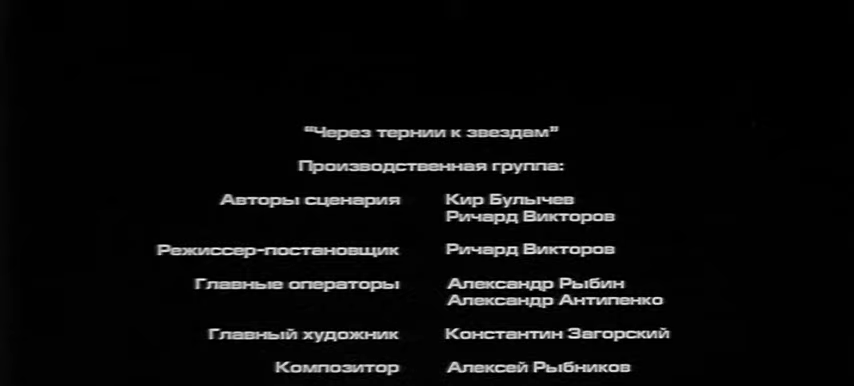 "Через тернии к звездам"
Производственная группа:
Авторы сценария Кир Булычев
Ричард Викторов
Режиссер-постановщик Ричард Викторов
Главные операторы Александр Рыбин
Александр Антипенко
Главный художник Константин Загорский
Композитор Алексей Рыбников